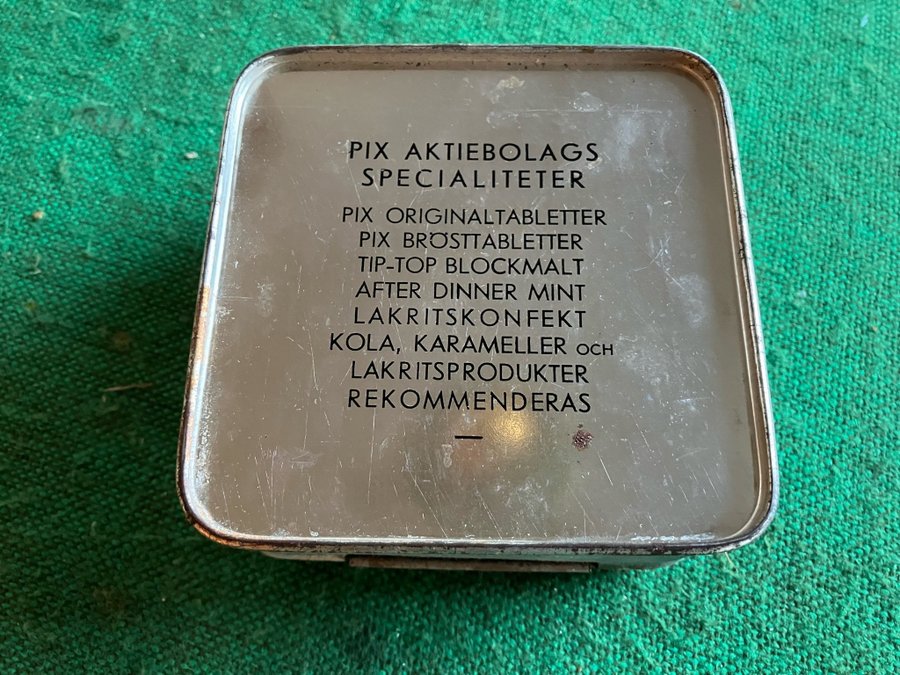 PIX AKTIEBOLAGS
SPECIALITETER
PIX ORIGINALTABLETTER
PIX BRÖSTTABLETTER
TIP-TOP BLOCKMALT
AFTER DINNER MINT
LAKRITSKONFEKT
KOLA, KARAMELLER OCH
LAKRITSPRODUKTER
REKOMMENDERAS
—